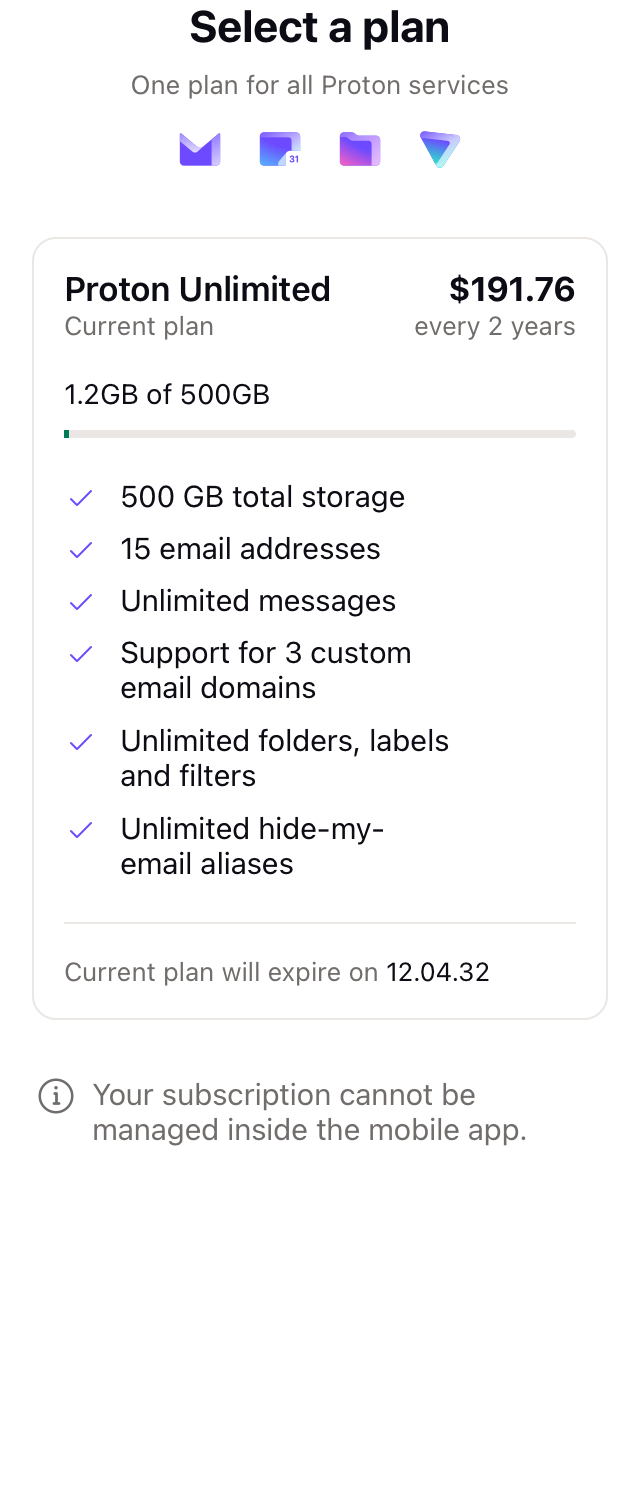 Select a plan
One plan for all Proton services
31
Proton Unlimited
$191.76
Current plan
every 2 years
1.2GB of 500GB
500 GB total storage
15 email addresses
Unlimited messages
Support for 3 custom
email domains
Unlimited folders, labels
and filters
Unlimited hide-my-
email aliases
Current plan will expire on 12.04.32
Your subscription cannot be
managed inside the mobile app.